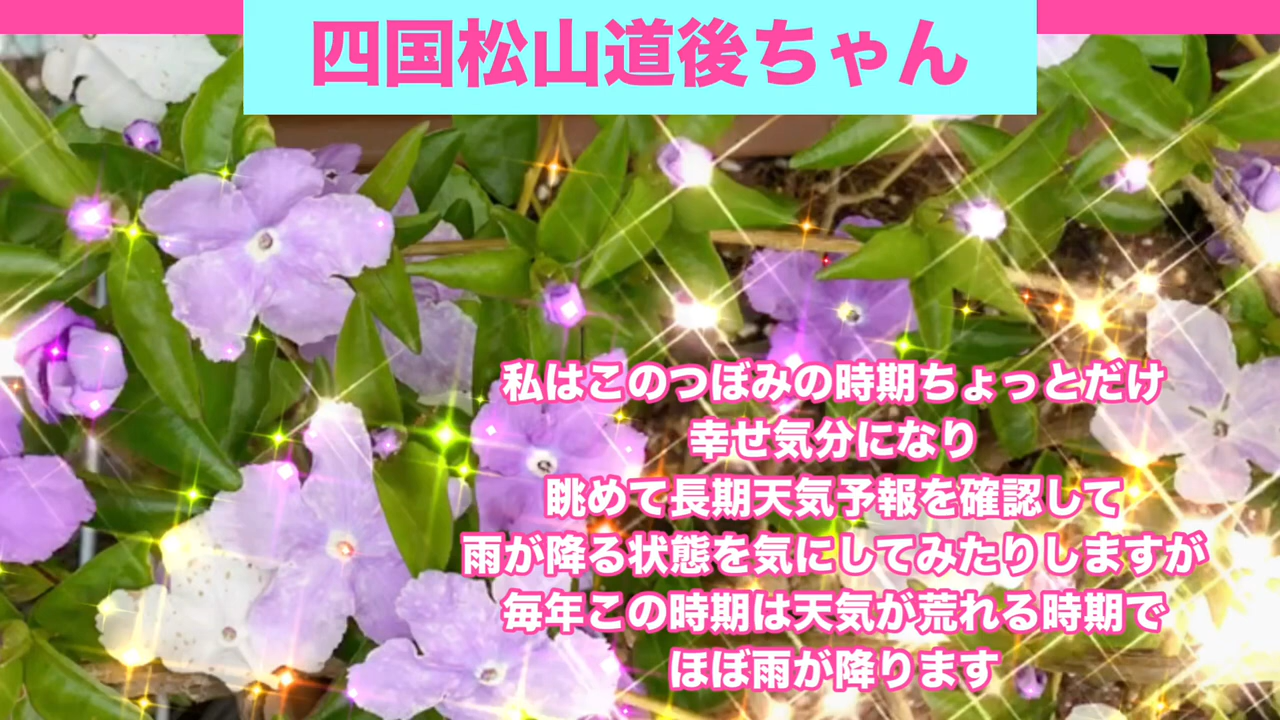 四国松山道後ちゃん
私はこのつぼみの時期ちょっとだけ
幸せ気分になり
眺めて長期天気予報を確認して
雨が降る状態を気にしてみたりしますが
毎年この時期は天気が荒れる時期で
ほぼ雨が降ります